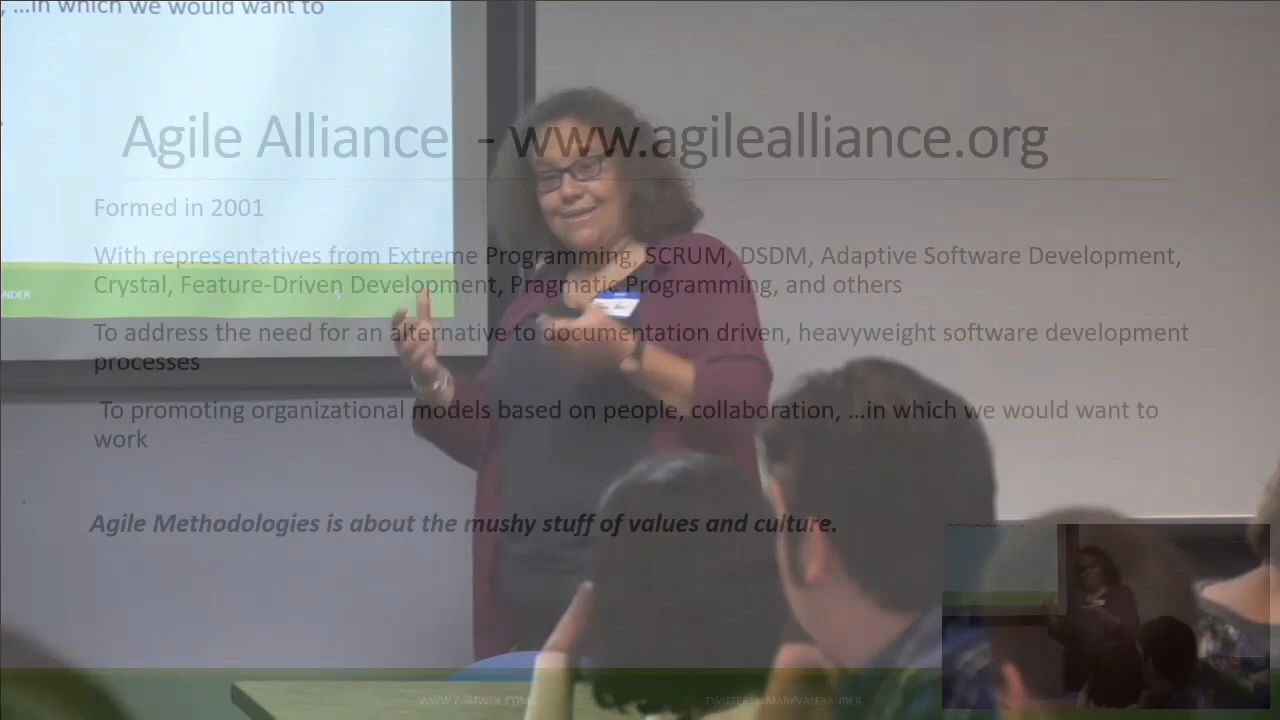 , ...in which we would want to
Agile Alliance - www.agilealliance.org
Formed in 2001
With representatives from Extreme Programming, SCRUM, DSDM, Adaptive Software Development,
Crystal, Feature-Driven Development, Pragmatic Programming, and others
ANDER
9
To address the need for an alternative to documentation driven, heavyweight software development
processes
To promoting organizational models based on people, collaboration, ...in which we would want to
work
Agile Methodologies is about the mushy stuff of values and culture.